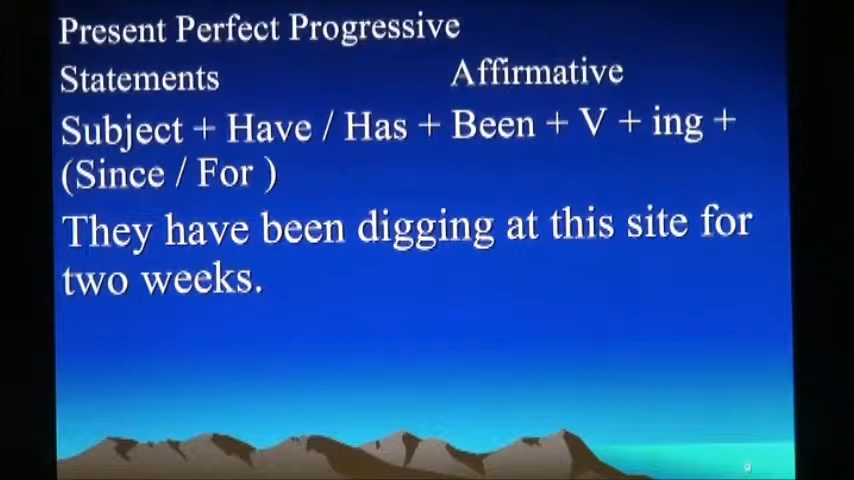 Present Perfect Progressive
Statements Affirmative
Subject + Have / Has + Been + V + ing +
(Since / For )
They have been digging at this site for
two weeks.
9